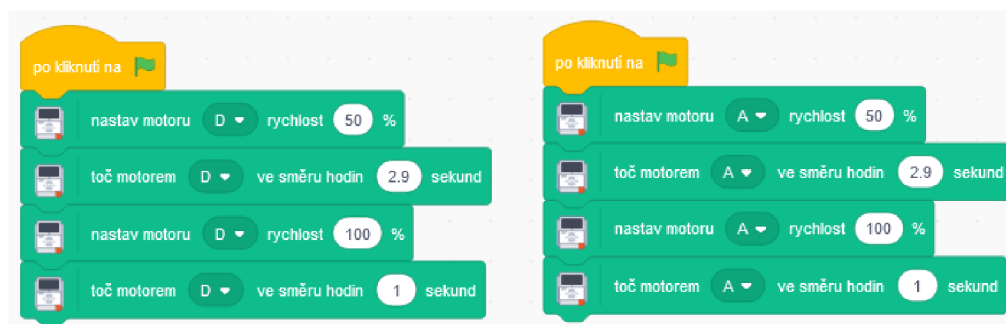 po kliknutí na
nastav motoru D rychlost 50 %
toč motorem D ve směru hodin 2.9 sekund
nastav motoru D rychlost 100 %
toč motorem D ve směru hodin 1 sekund
po kliknutí na
nastav motoru A rychlost 50 %
toč motorem A ve směru hodin 2.9 sekund
nastav motoru A rychlost 100 %
toč motorem A ve směru hodin 1 sekund